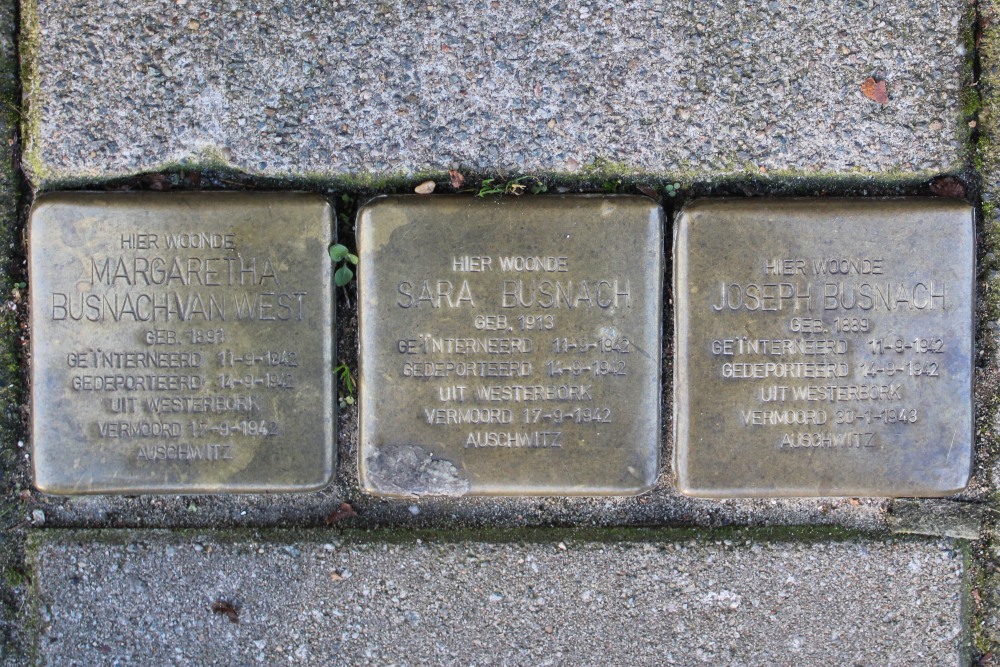 HIER WOONDE
MARGARETHA
BUSNACH-VAN WEST
GEB. 1891
GEÏNTERNEERD 11-9-1942
GEDEPORTEERD 14-9-1942
UIT WESTERBORK
VERMOORD 17-9-1942
AUSCHWITZ
HIER WOONDE
SARA BUSNACH
GEB. 1913
GEÏNTERNEERD 11-9-1942
GEDEPORTEERD 14-9-1942
UIT WESTERBORK
VERMOORD 17-9-1942
AUSCHWITZ
HIER WOONDE
JOSEPH BUSNACH
GEB. 1889
GEÏNTERNEERD 11-9-1942
GEDEPORTEERD 14-9-1942
UIT WESTERBORK
VERMOORD 30-1-1943
AUSCHWITZ